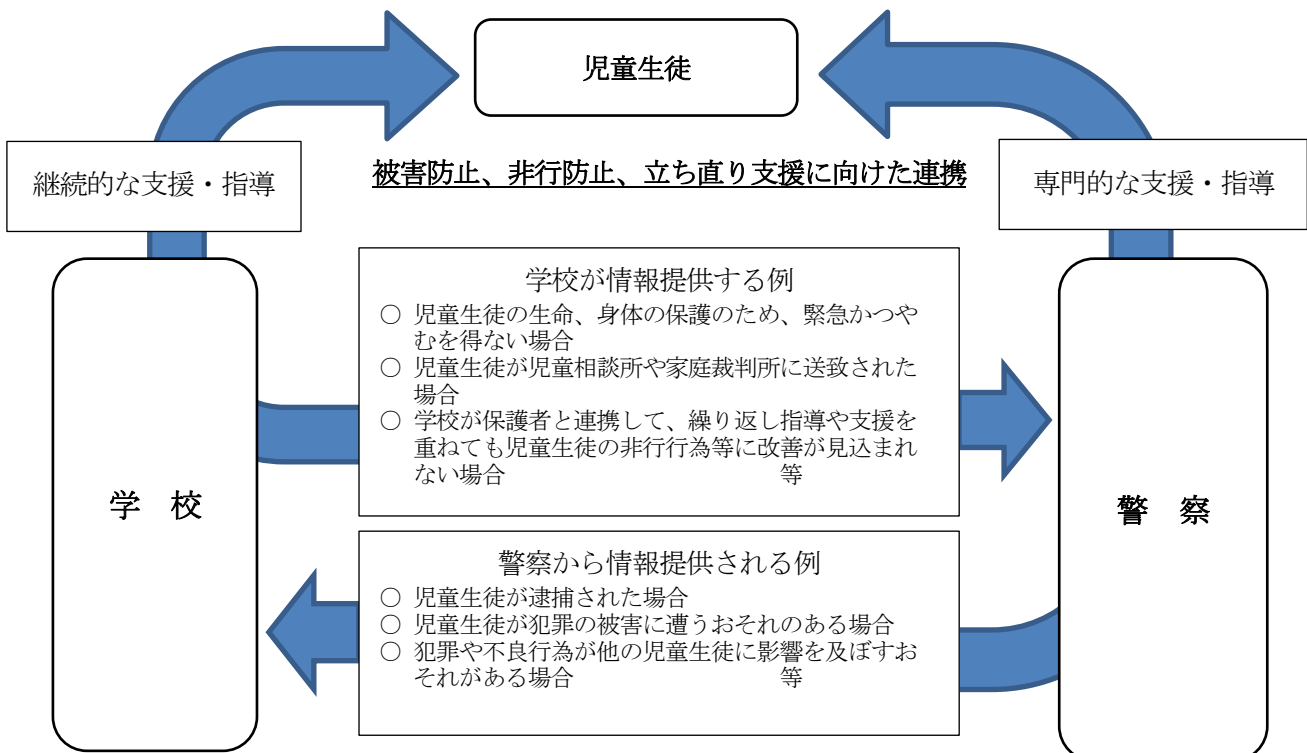 児童生徒
被害防止、非行防止、立ち直り支援に向けた連携
継続的な支援・指導
専門的な支援・指導
学校が情報提供する例
○ 児童生徒の生命、身体の保護のため、緊急かつや
むを得ない場合
○ 児童生徒が児童相談所や家庭裁判所に送致された
場合
○ 学校が保護者と連携して、繰り返し指導や支援を
重ねても児童生徒の非行行為等に改善が見込まれ
ない場合 等
学 校
警 察
警察から情報提供される例
○ 児童生徒が逮捕された場合
○ 児童生徒が犯罪の被害に遭うおそれのある場合
○ 犯罪や不良行為が他の児童生徒に影響を及ぼすお
それがある場合 等